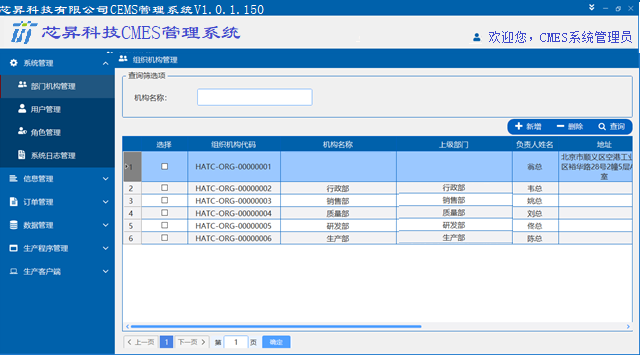 芯昇科技有限公司CEMS管理系统V1.0.1.150
芯昇科技CMES管理系统
欢迎您，CMES系统管理员
系统管理
部门机构管理
用户管理
角色管理
系统日志管理
信息管理
订单管理
数据管理
生产程序管理
生产客户端
组织机构管理
查询筛选项
机构名称：
新增 删除 查询
选择 组织机构代码 机构名称 上级部门 负责人姓名 地址
1 HATC-ORG-00000001 翁总 北京市顺义区空港工业
区裕华路28号2幢5层A
室
2 HATC-ORG-00000002 行政部 行政部 韦总
3 HATC-ORG-00000003 销售部 销售部 姚总
4 HATC-ORG-00000004 质量部 质量部 刘总
5 HATC-ORG-00000005 研发部 研发部 佟总
6 HATC-ORG-00000006 生产部 生产部 陈总
上一页 1 下一页 第 1 页 确定